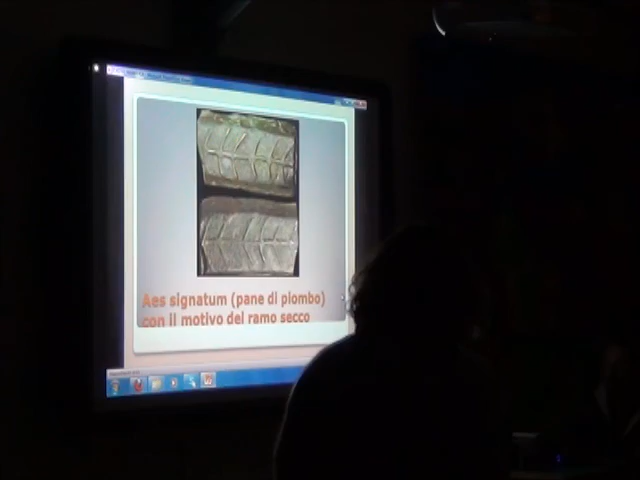 Aes signatum (pane di piombo)
con il motivo del ramo secco